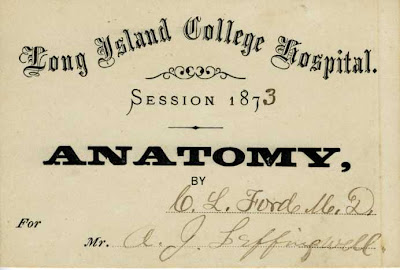 Long Island College Hospital.
SESSION 1873
ANATOMY,
BY
C. L. Ford M. D.
For
Mr. A. J. Leffingwell